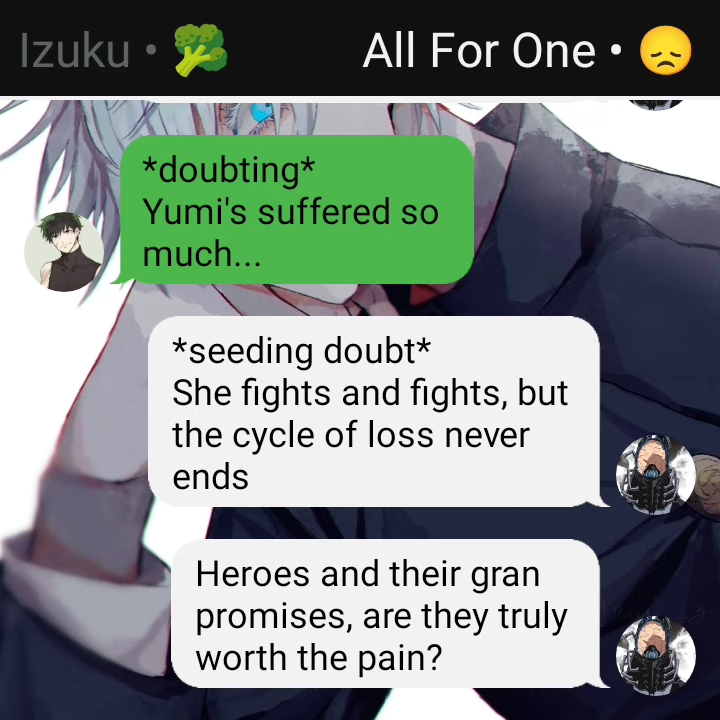 Izuku • 🥦 All For One • 😞
*doubting*
Yumi's suffered so
much...
*seeding doubt*
She fights and fights, but
the cycle of loss never
ends
Heroes and their gran
promises, are they truly
worth the pain?